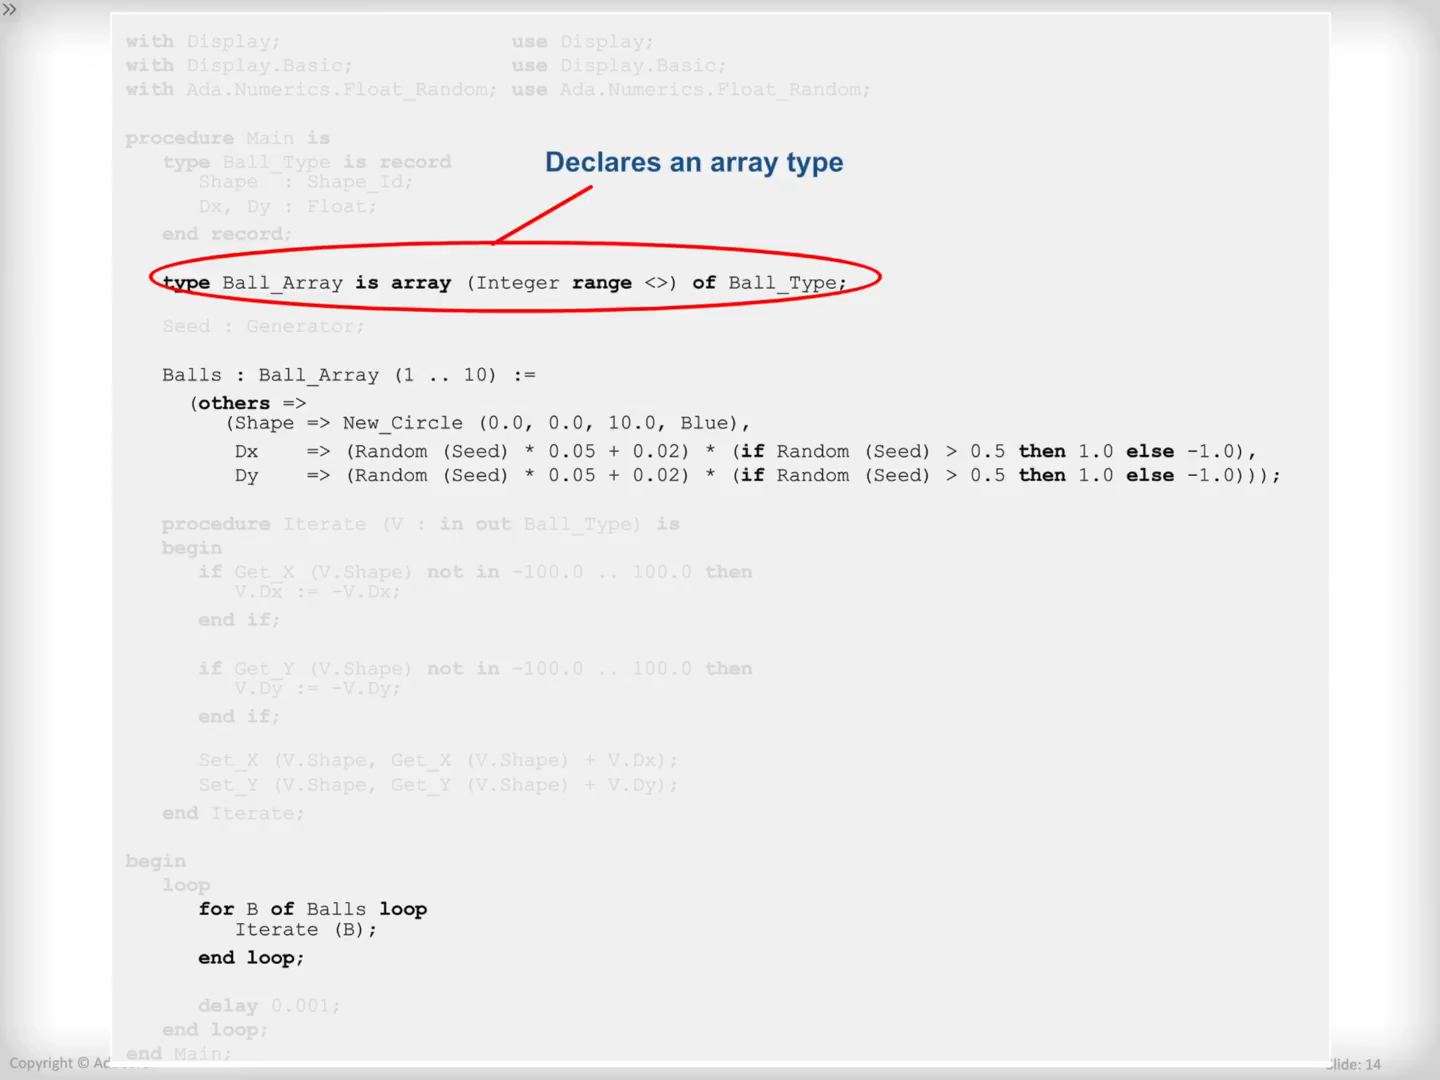 »
with Display;                   use Display;
with Display.Basic;             use Display.Basic;
with Ada.Numerics.Float_Random; use Ada.Numerics.Float_Random;
procedure Main is
   type Ball_Type is record
Declares an array type
      Shape  : Shape_Id;
      Dx, Dy : Float;
   end record;
   type Ball_Array is array (Integer range <>) of Ball_Type;
   Seed : Generator;
   Balls : Ball_Array (1 .. 10) :=
     (others =>
        (Shape => New_Circle (0.0, 0.0, 10.0, Blue),
         Dx    => (Random (Seed) * 0.05 + 0.02) * (if Random (Seed) > 0.5 then 1.0 else -1.0),
         Dy    => (Random (Seed) * 0.05 + 0.02) * (if Random (Seed) > 0.5 then 1.0 else -1.0)));
   procedure Iterate (V : in out Ball_Type) is
   begin
      if Get_X (V.Shape) not in -100.0 .. 100.0 then
         V.Dx := -V.Dx;
      end if;
      if Get_Y (V.Shape) not in -100.0 .. 100.0 then
         V.Dy := -V.Dy;
      end if;
      Set_X (V.Shape, Get_X (V.Shape) + V.Dx);
      Set_Y (V.Shape, Get_Y (V.Shape) + V.Dy);
   end Iterate;
begin
   loop
      for B of Balls loop
         Iterate (B);
      end loop;
      delay 0.001;
   end loop;
end Main;
Copyright ©
Slide: 14